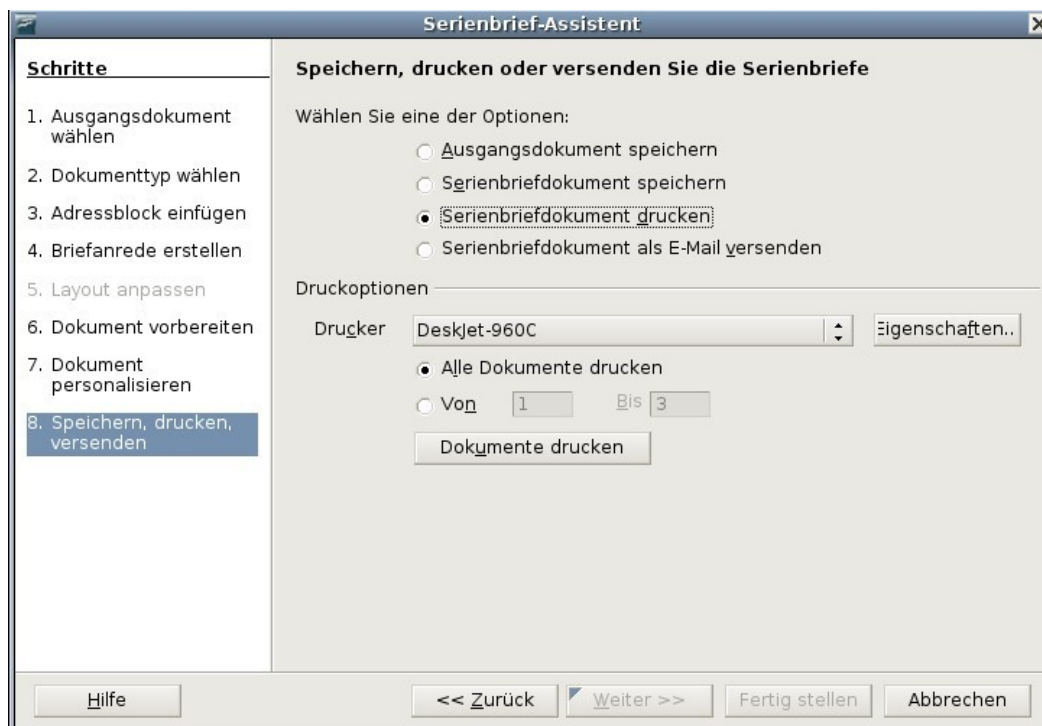 Serienbrief-Assistent
Schritte
1. Ausgangsdokument
wählen
2. Dokumenttyp wählen
3. Adressblock einfügen
4. Briefanrede erstellen
5. Layout anpassen
6. Dokument vorbereiten
7. Dokument
personalisieren
8. Speichern, drucken,
versenden
Speichern, drucken oder versenden Sie die Serienbriefe
Wählen Sie eine der Optionen:
Ausgangsdokument speichern
Serienbriefdokument speichern
Serienbriefdokument drucken
Serienbriefdokument als E-Mail versenden
Druckoptionen
Drucker DeskJet-960C Eigenschaften..
Alle Dokumente drucken
Von 1 Bis 3
Dokumente drucken
Hilfe << Zurück Weiter >> Fertig stellen Abbrechen